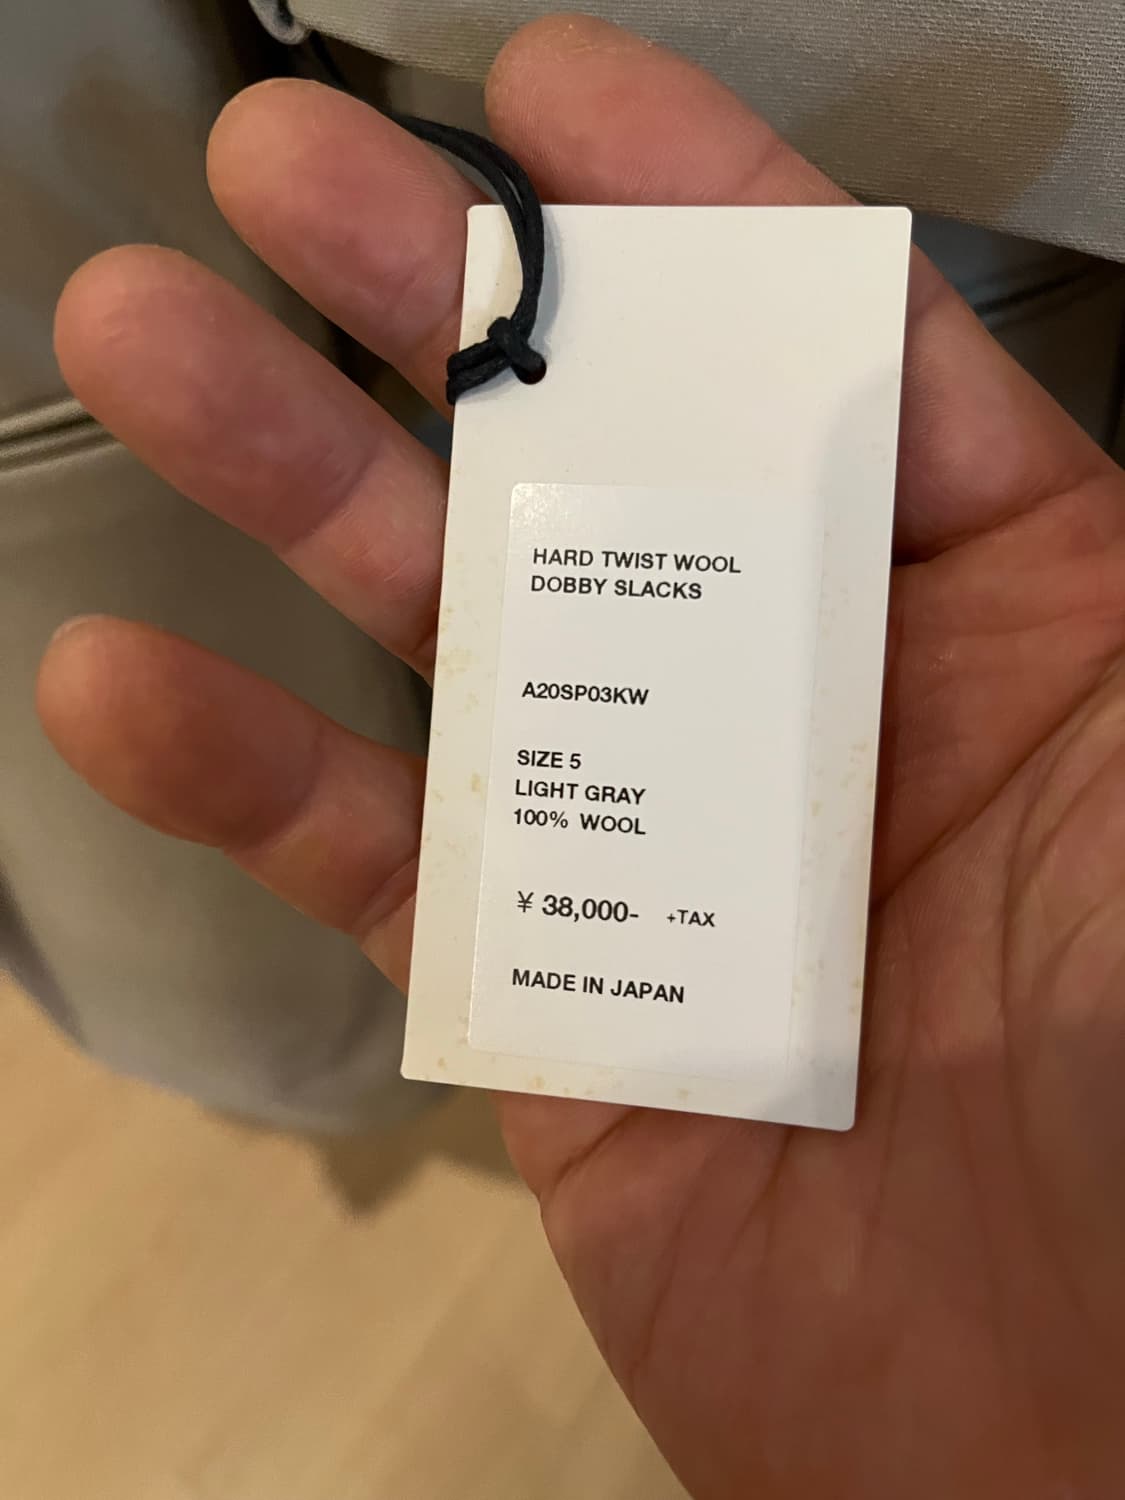 HARD TWIST WOOL
DOBBY SLACKS
A20SP03KW
SIZE 5
LIGHT GRAY
100% WOOL
¥ 38,000- +TAX
MADE IN JAPAN